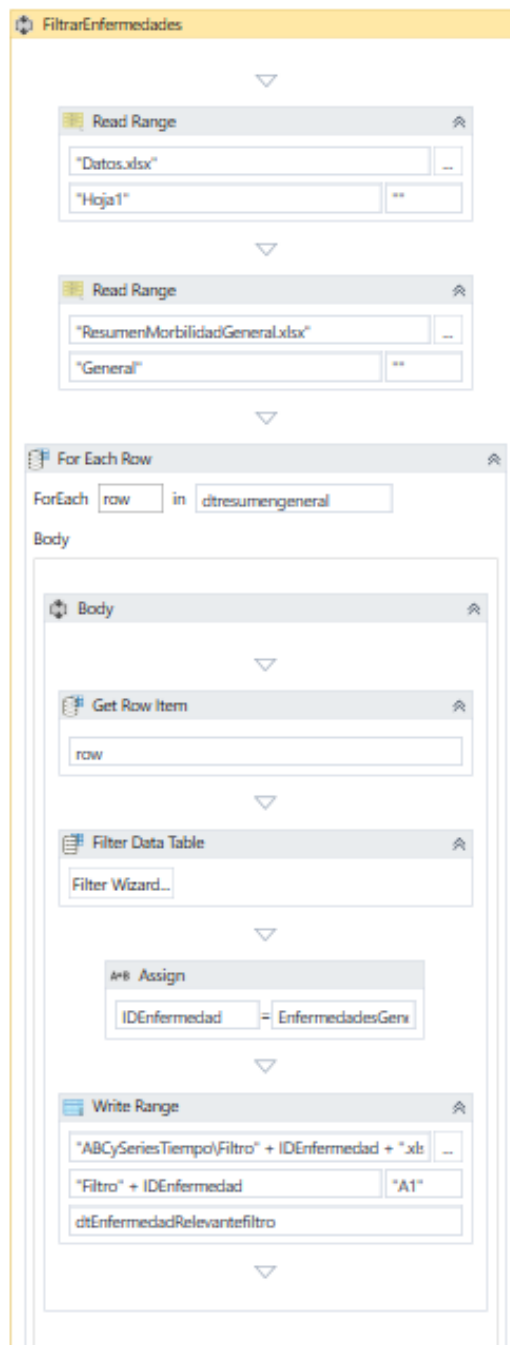 FiltrarEnfermedades
Read Range
"Datos.xlsx" ...
"Hoja1" ""
Read Range
"ResumenMorbilidadGeneral.xlsx" ...
"General" ""
For Each Row
ForEach row in dtresumengeneral
Body
Body
Get Row Item
row
Filter Data Table
Filter Wizard...
A+B Assign
IDEnfermedad = EnfermedadesGen
Write Range
"ABCySeriesTiempo\Filtro" + IDEnfermedad + ".xls ...
"Filtro" + IDEnfermedad "A1"
dtEnfermedadRelevantefiltro